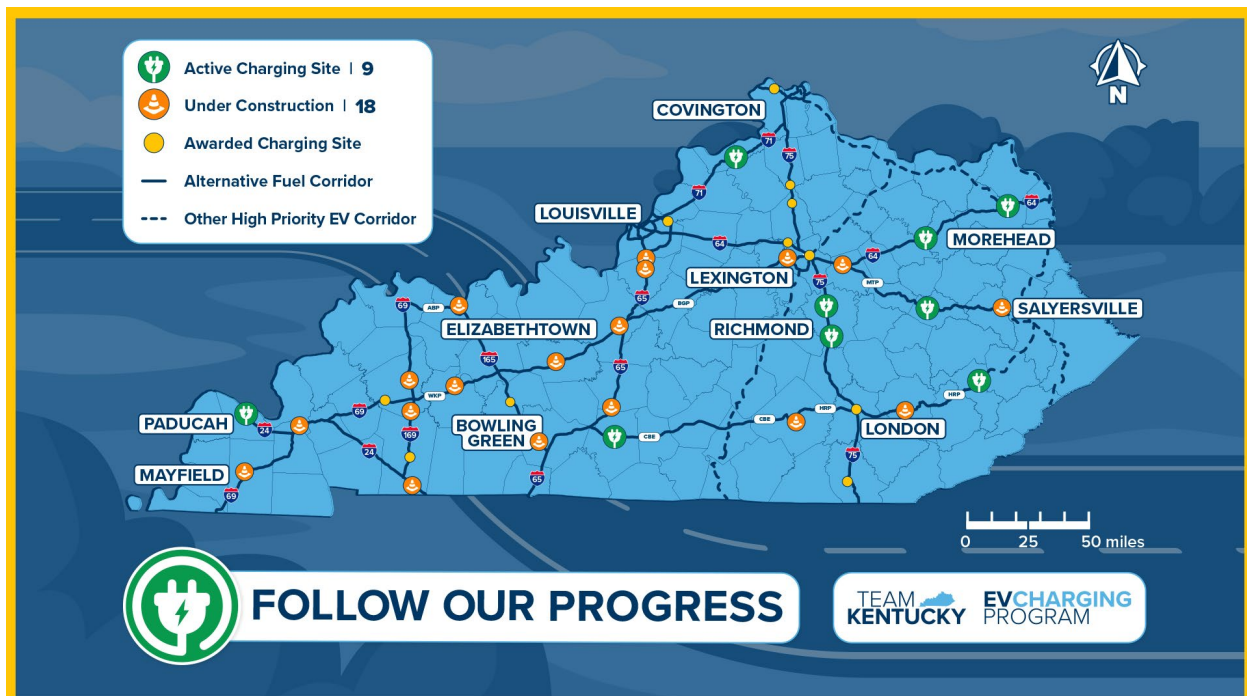 Active Charging Site | 9
Under Construction | 18
Awarded Charging Site
Alternative Fuel Corridor
Other High Priority EV Corridor
N
COVINGTON
71
75
71
LOUISVILLE
64
64
MOREHEAD
64
LEXINGTON
75
MTP
65
BGP
SALYERSVILLE
69
ABP
ELIZABETHTOWN
RICHMOND
165
65
HRP
WKP
69
PADUCAH
24
BOWLING
GREEN
CBE
CBE
HRP
LONDON
169
24
75
MAYFIELD
69
65
0 25 50 miles
FOLLOW OUR PROGRESS
TEAM
KENTUCKY
EVCHARGING
PROGRAM